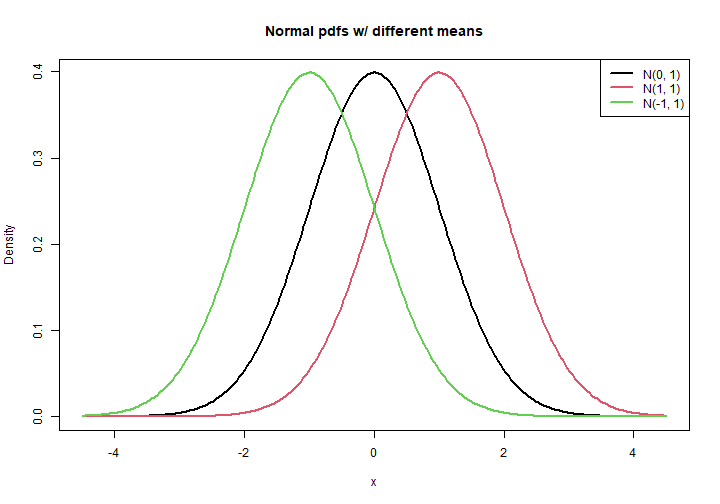 Normal pdfs w/ different means
N(0, 1)
N(1, 1)
N(-1, 1)
Density
0.4
0.3
0.2
0.1
0.0
-4
-2
0
2
4
x